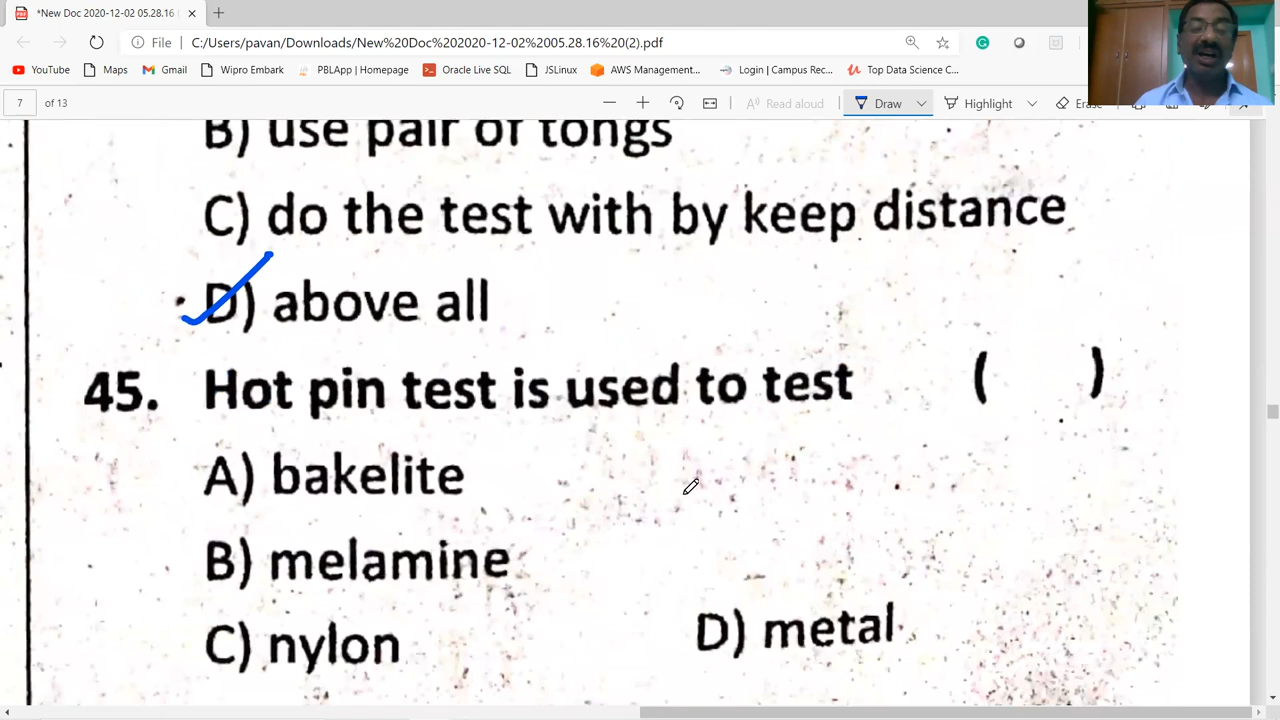 *New Doc 2020-12-02 05.28.16
File C:/Users/pavan/Downloads/New%20Doc%202020-12-02%2005.28.16%20(2).pdf
YouTube Maps Gmail Wipro Embark PBLApp | Homepage Oracle Live SQL JSLinux AWS Management... Login | Campus Rec... Top Data Science C...
7 of 13 Read aloud Draw Highlight
B) use pair of tongs
C) do the test with by keep distance
D) above all
45. Hot pin test is used to test ( )
A) bakelite
B) melamine
C) nylon D) metal